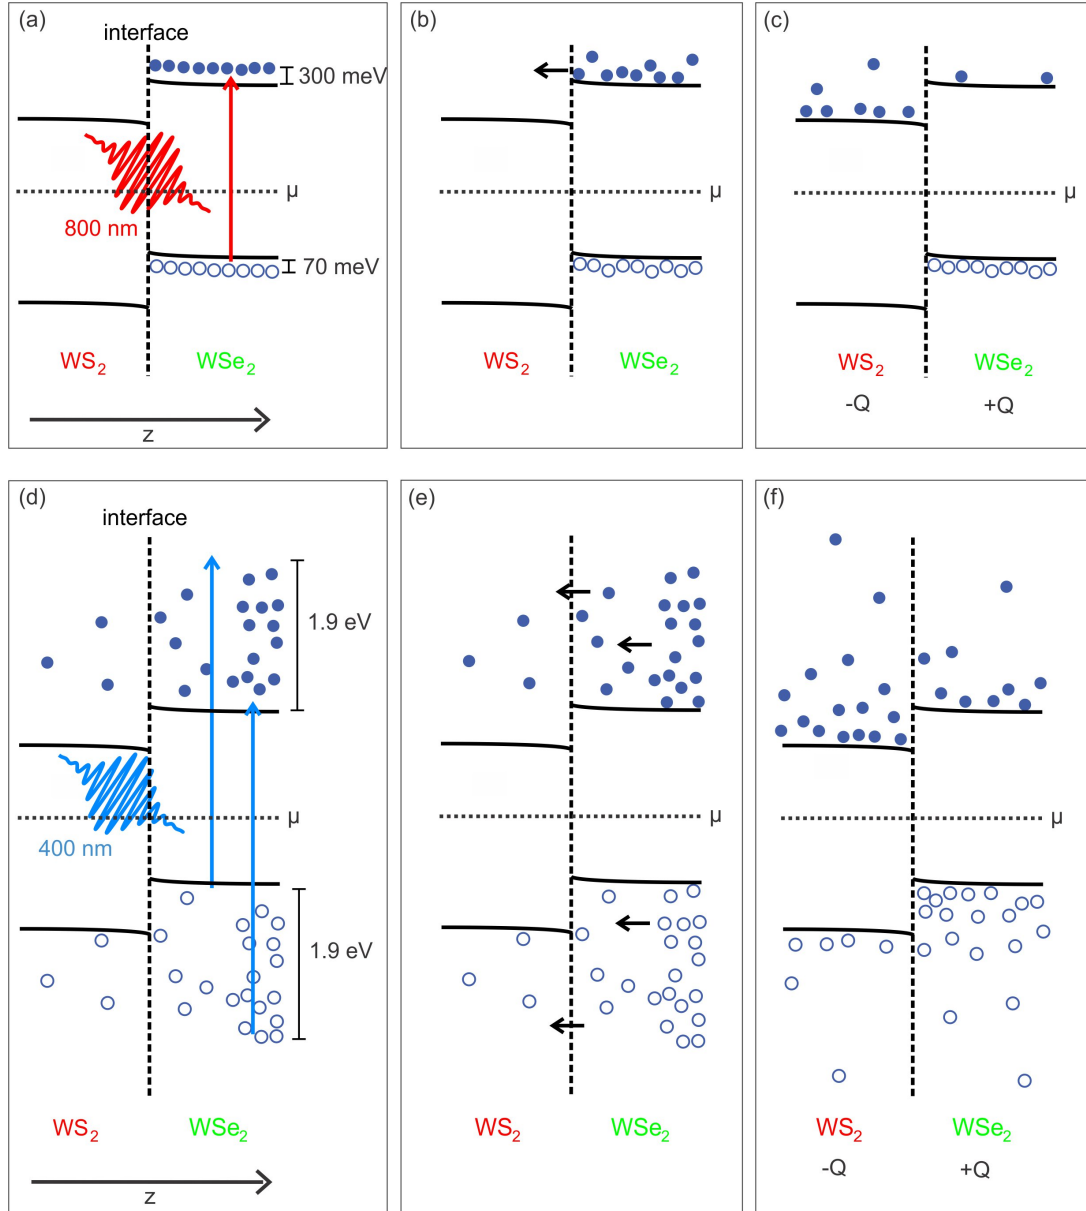 (a)
interface
300 meV
μ
800 nm
70 meV
WS2 WSe2
z
(b)
μ
WS2 WSe2
(c)
μ
WS2 WSe2
-Q +Q
(d)
interface
1.9 eV
μ
400 nm
1.9 eV
WS2 WSe2
z
(e)
μ
WS2 WSe2
(f)
μ
WS2 WSe2
-Q +Q